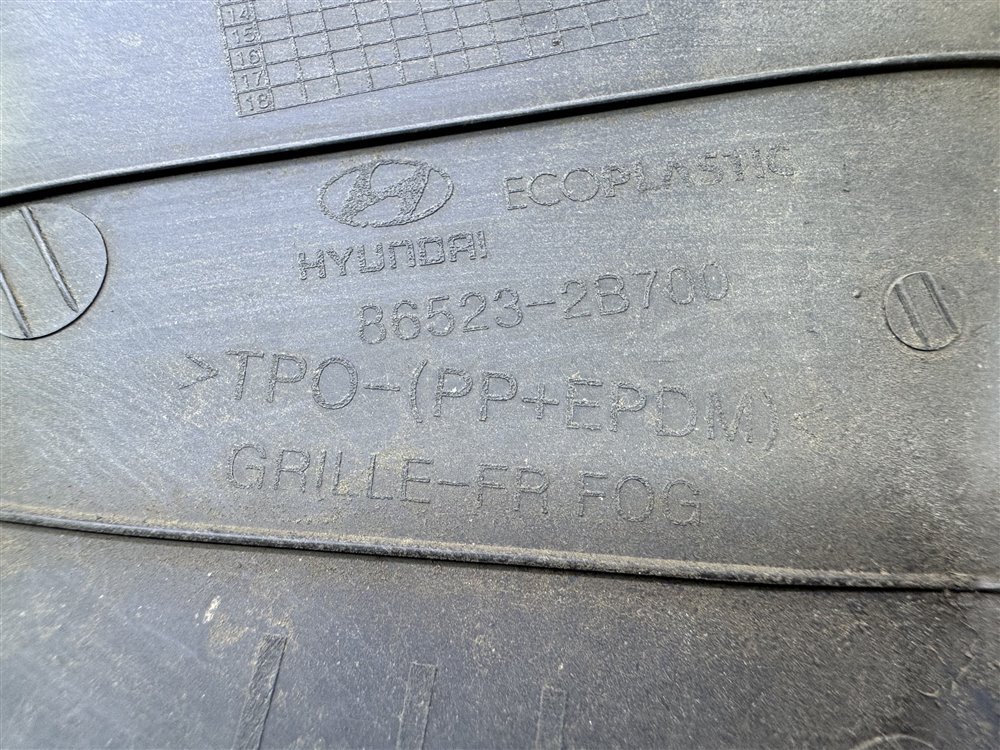 14
15
16
17
18
ECOPLASTIC
HYUNDAI
86523-2B700
>TPO-(PP+EPDM)<
GRILLE-FR FOG